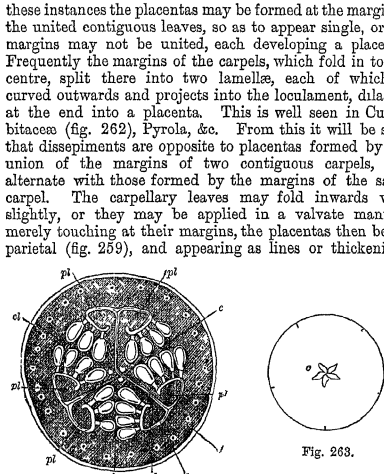 these instances the placentas may be formed at the margi
the united contiguous leaves, so as to appear single, or
margins may not be united, each developing a place
Frequently the margins of the carpels, which fold in to
centre, split there into two lamellæ, each of whic
curved outwards and projects into the loculament, dila
at the end into a placenta. This is well seen in Cu
bitaceæ (fig. 262), Pyrola, &c. From this it will be s
that dissepiments are opposite to placentas formed by
union of the margins of two contiguous carpels,
alternate with those formed by the margins of the sa
carpel. The carpellary leaves may fold inwards v
slightly, or they may be applied in a valvate man
merely touching at their margins, the placentas then be
parietal (fig. 259), and appearing as lines or thickeni
pl pl
cl c
pl pl
pl f
Fig. 263.